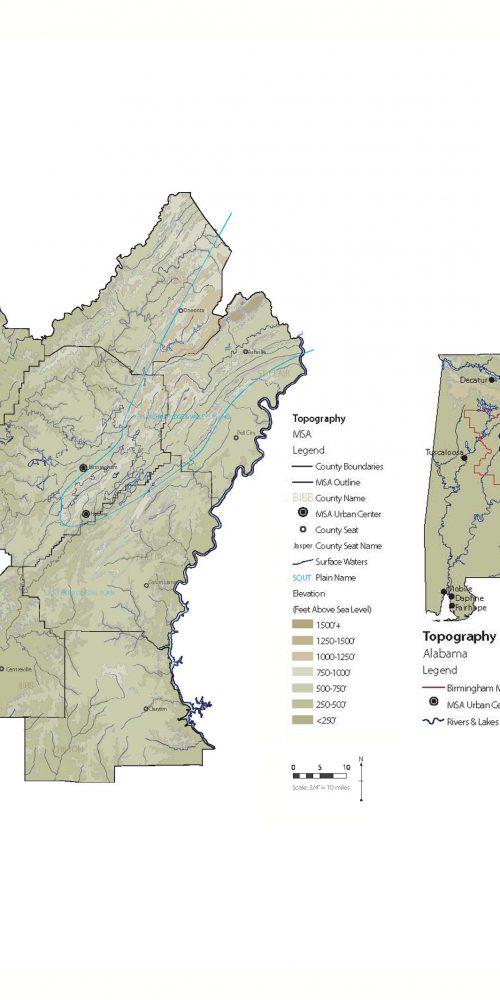 Oneonta
Ashville
Pell City
Birmingham
Columbiana
Centreville
BIBB
Clanton
CHILTON
Topography
MSA
Legend
County Boundaries
MSA Outline
BIBB County Name
MSA Urban Center
County Seat
Jasper County Seat Name
Surface Waters
SOUT Plain Name
Elevation
(Feet Above Sea Level)
1500'+
1250-1500'
1000-1250'
750-1000'
500-750'
250-500'
<250'
0 5 10
Scale: 3/4" = 10 miles
N
Decatur
Tuscaloosa
Mobile
Daphne
Fairhope
Topography
Alabama
Legend
Birmingham M
MSA Urban Ce
Rivers & Lakes